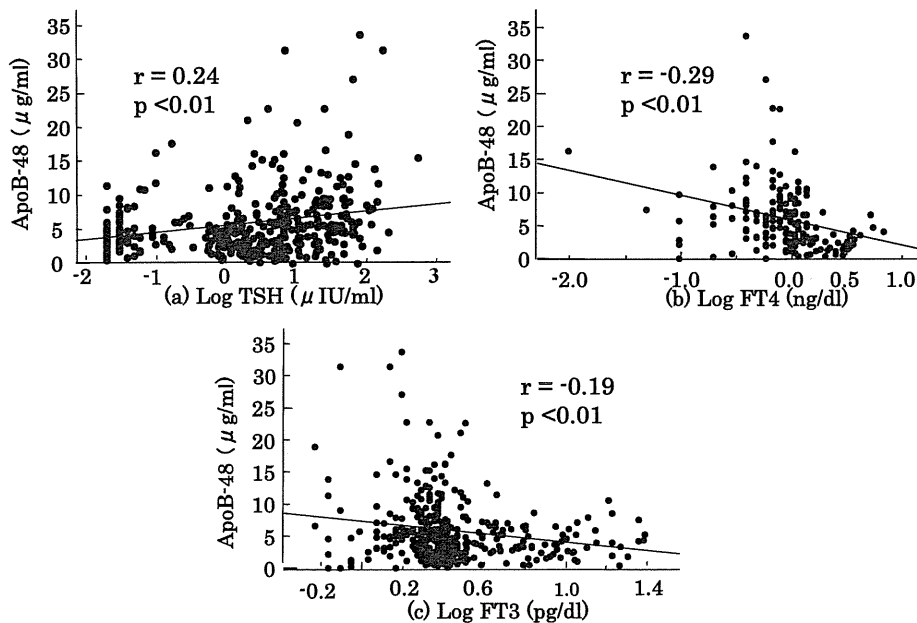 ApoB-48 (μg/ml)
35
30
25
20
15
10
5
0
r = 0.24
p <0.01
-2 -1 0 1 2 3
(a) Log TSH (μIU/ml)
ApoB-48 (μg/ml)
35
30
25
20
15
10
5
0
r = -0.29
p <0.01
-2.0 -1.0 0.0 0.5 1.0
(b) Log FT4 (ng/dl)
ApoB-48 (μg/ml)
35
30
25
20
15
10
5
0
r = -0.19
p <0.01
-0.2 0.2 0.6 1.0 1.4
(c) Log FT3 (pg/dl)